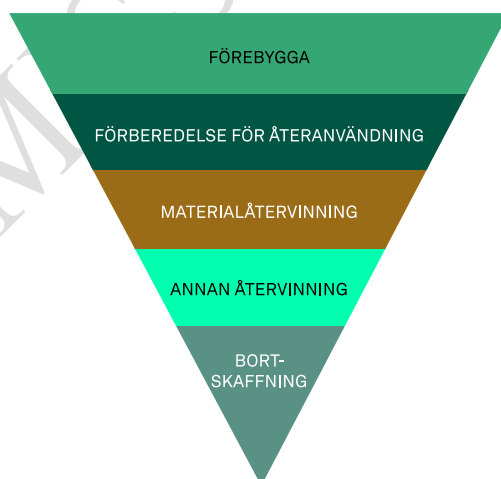 FÖREBYGGA
FÖRBEREDELSE FÖR ÅTERANVÄNDNING
MATERIALÅTERVINNING
ANNAN ÅTERVINNING
BORT-
SKAFFNING